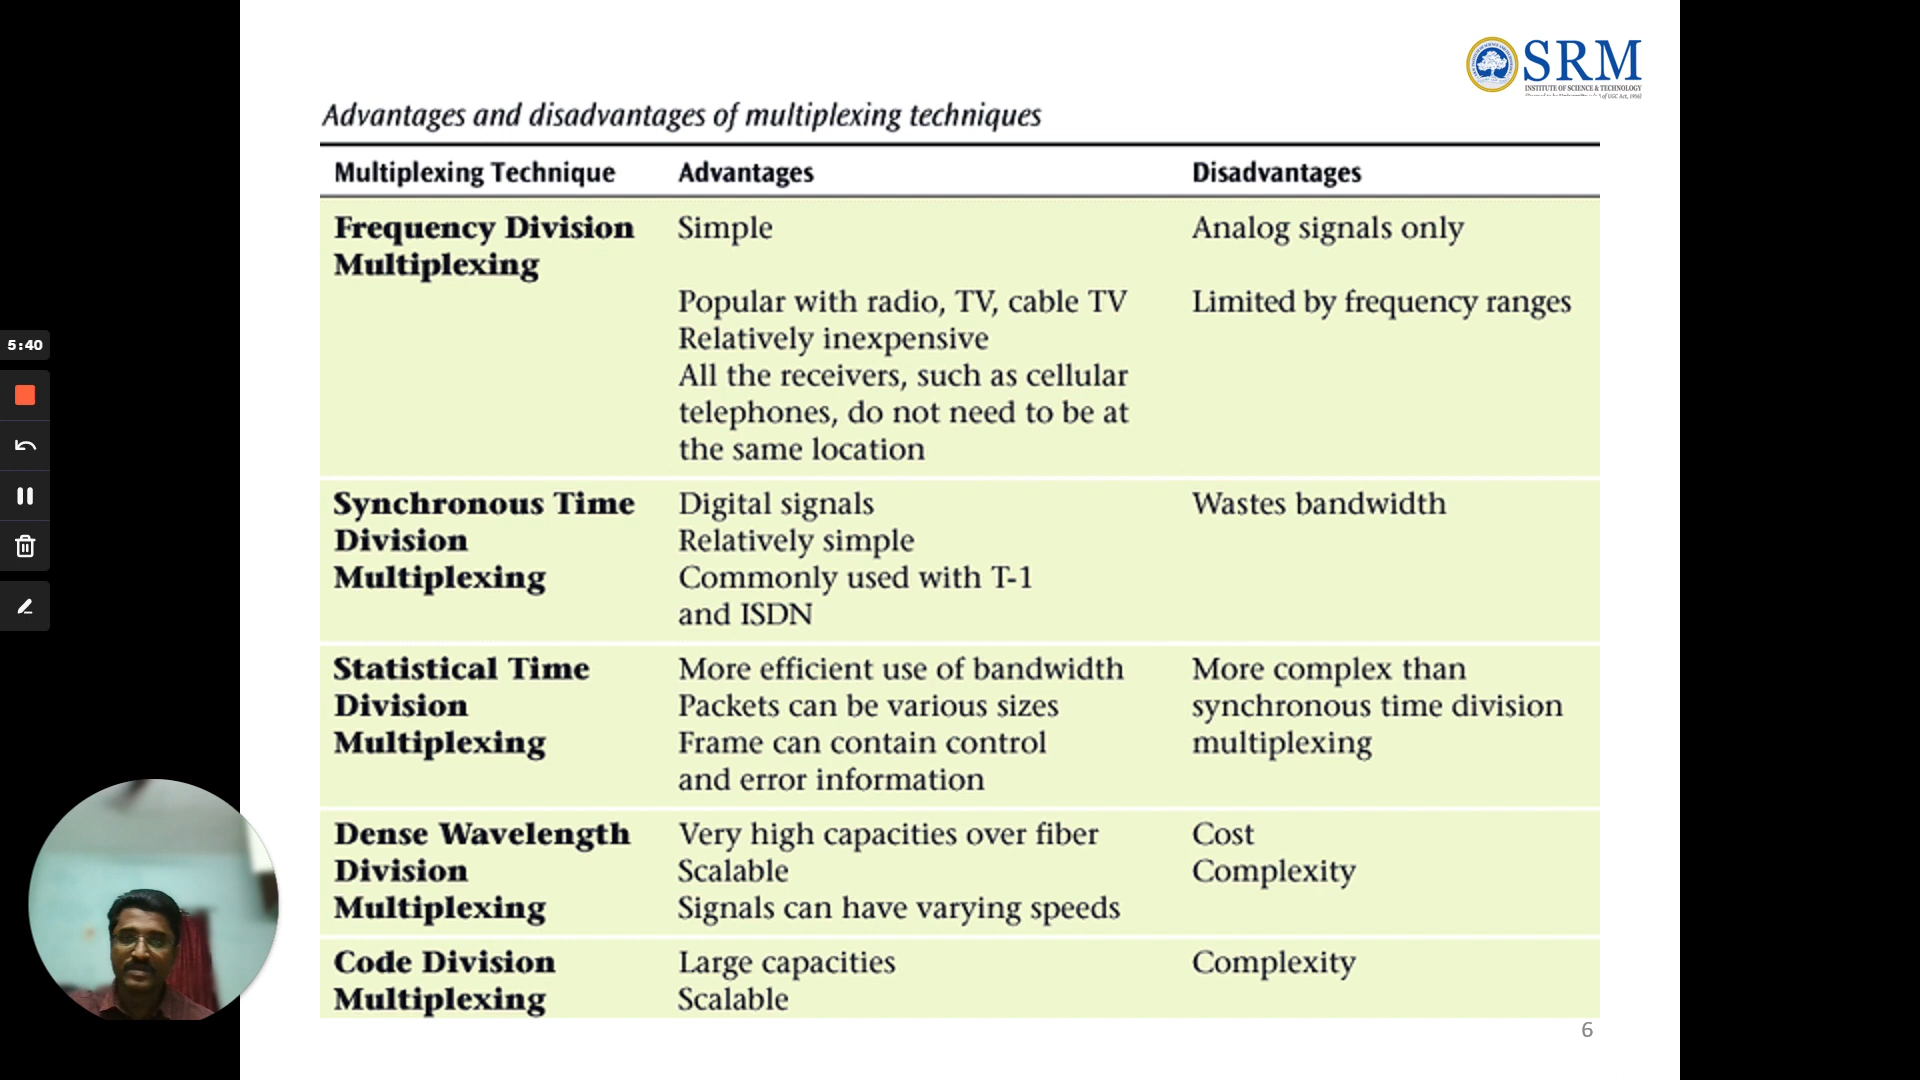 SRM
INSTITUTE OF SCIENCE & TECHNOLOGY
Advantages and disadvantages of multiplexing techniques
Multiplexing Technique Advantages Disadvantages
Frequency Division Simple Analog signals only
Multiplexing
Popular with radio, TV, cable TV Limited by frequency ranges
Relatively inexpensive
All the receivers, such as cellular
telephones, do not need to be at
the same location
Synchronous Time Digital signals Wastes bandwidth
Division Relatively simple
Multiplexing Commonly used with T-1
and ISDN
Statistical Time More efficient use of bandwidth More complex than
Division Packets can be various sizes synchronous time division
Multiplexing Frame can contain control multiplexing
and error information
Dense Wavelength Very high capacities over fiber Cost
Division Scalable Complexity
Multiplexing Signals can have varying speeds
Code Division Large capacities Complexity
Multiplexing Scalable
6
5:40